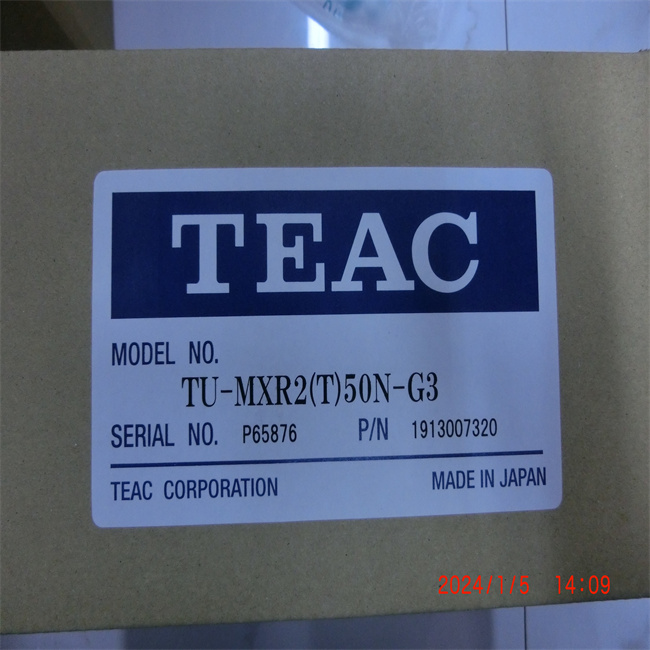 TEAC
MODEL NO.
TU-MXR2(T)50N-G3
SERIAL NO. P65876 P/N 1913007320
TEAC CORPORATION MADE IN JAPAN
2024/1/5 14:09